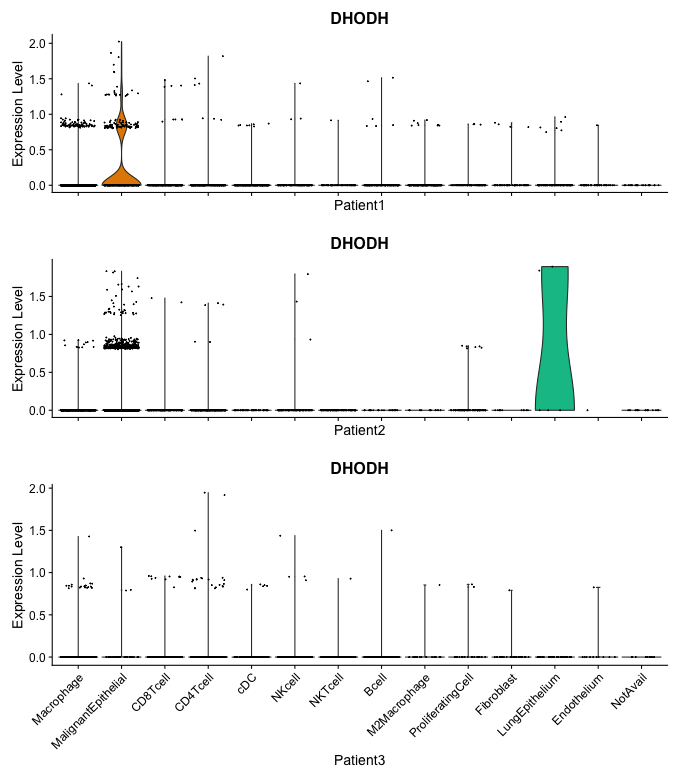 DHODH
Expression Level
2.0
1.5
1.0
0.5
0.0
Patient1
DHODH
Expression Level
1.5
1.0
0.5
0.0
Patient2
DHODH
Expression Level
2.0
1.5
1.0
0.5
0.0
Macrophage
MalignantEpithelial
CD8Tcell
CD4Tcell
cDC
NKcell
NKTcell
Bcell
M2Macrophage
ProliferatingCell
Fibroblast
LungEpithelium
Endothelium
NotAvail
Patient3